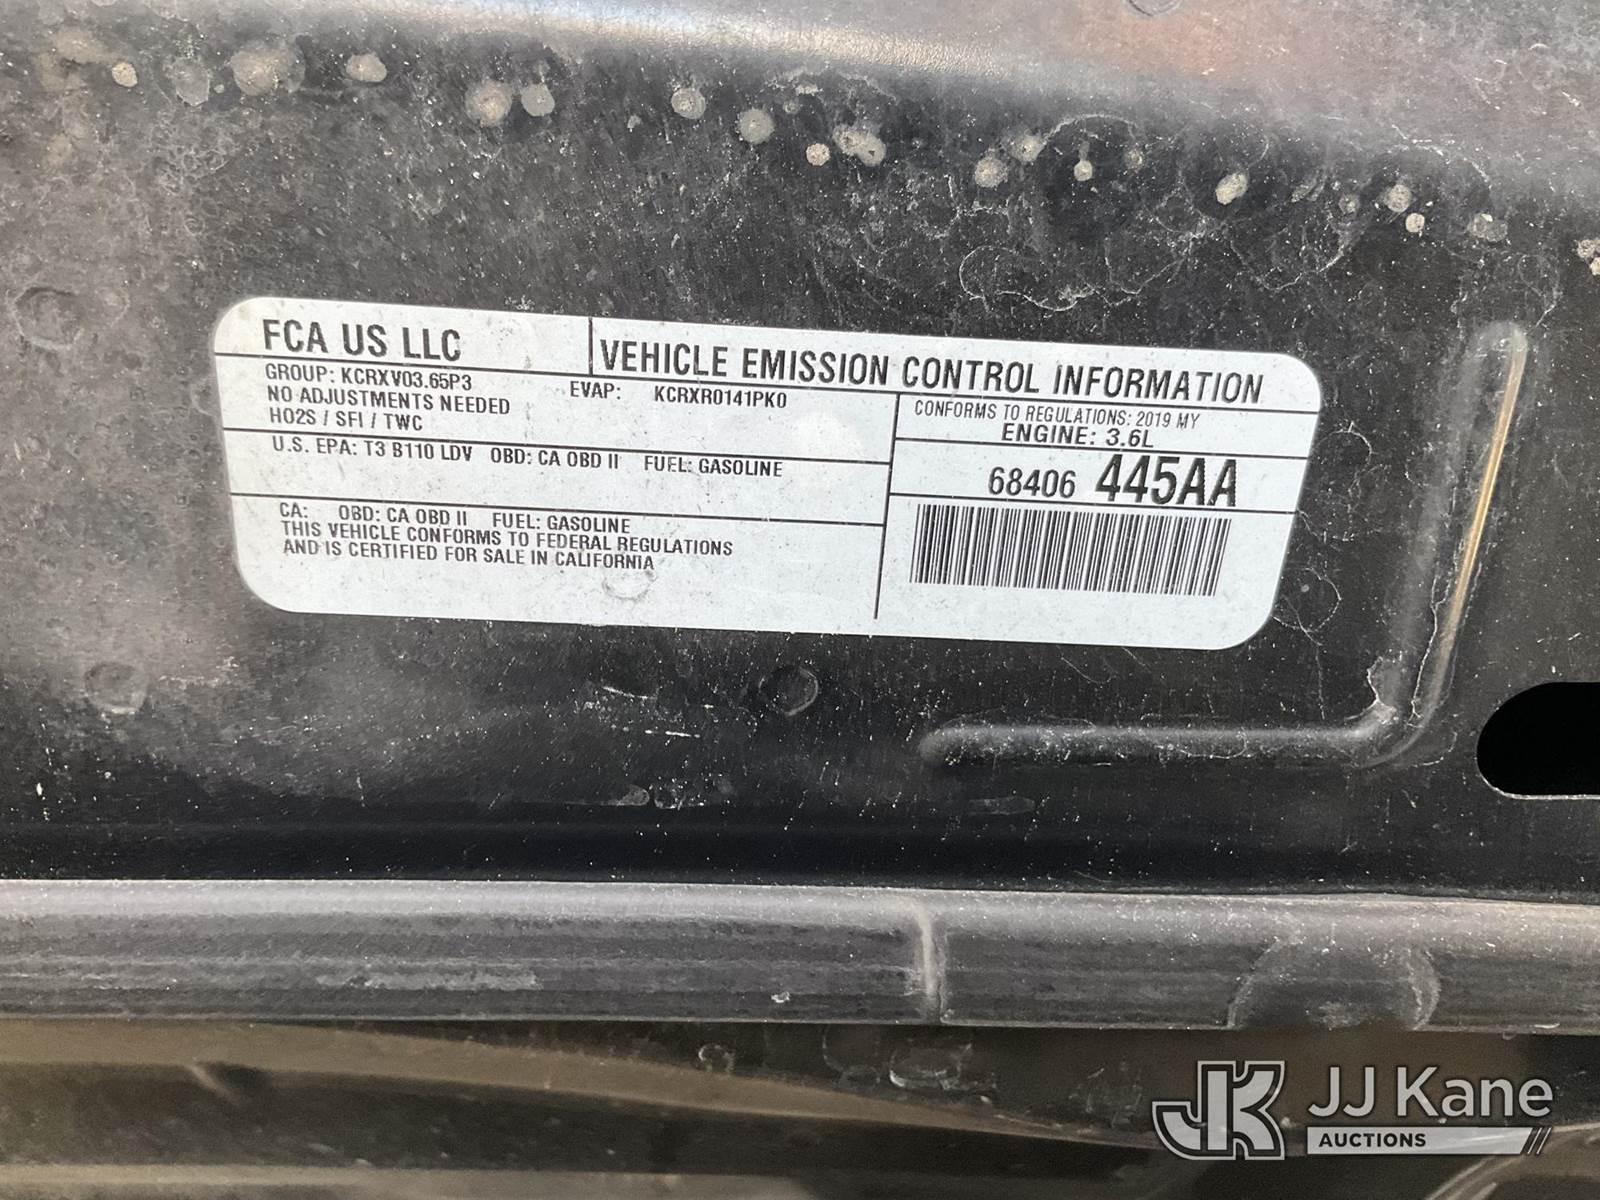 FCA US LLC
VEHICLE EMISSION CONTROL INFORMATION
GROUP: KCRXV03.65P3 EVAP: KCRXR0141PK0
NO ADJUSTMENTS NEEDED
HO2S / SFI / TWC
U.S. EPA: T3 B110 LDV OBD: CA OBD II FUEL: GASOLINE
CA: OBD: CA OBD II FUEL: GASOLINE
THIS VEHICLE CONFORMS TO FEDERAL REGULATIONS
AND IS CERTIFIED FOR SALE IN CALIFORNIA
CONFORMS TO REGULATIONS: 2019 MY
ENGINE: 3.6L
68406 445AA
JK JJ Kane
AUCTIONS